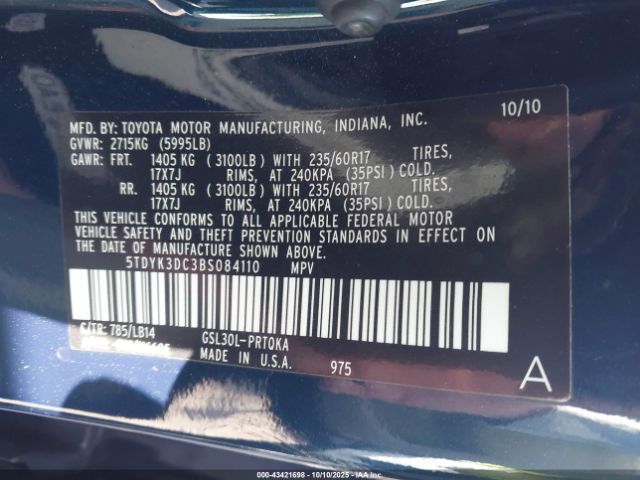 10/10
MFD. BY: TOYOTA MOTOR MANUFACTURING, INDIANA, INC.
GVWR: 2715KG (5995LB)
GAWR: FRT. 1405 KG ( 3100LB ) WITH 235/60R17 TIRES,
17X7J RIMS, AT 240KPA (35PSI) COLD.
RR. 1405 KG ( 3100LB ) WITH 235/60R17 TIRES,
17X7J RIMS, AT 240KPA (35PSI) COLD.
THIS VEHICLE CONFORMS TO ALL APPLICABLE FEDERAL MOTOR
VEHICLE SAFETY AND THEFT PREVENTION STANDARDS IN EFFECT
ON THE DATE OF MANUFACTURE SHOWN ABOVE.
5TDYK3DC3BS084110 MPV
C/TR: 785/LB14 GSL30L-PRTQKA
MADE IN U.S.A. 975
A
000-43421698 - 10/10/2025 - IAAI.com